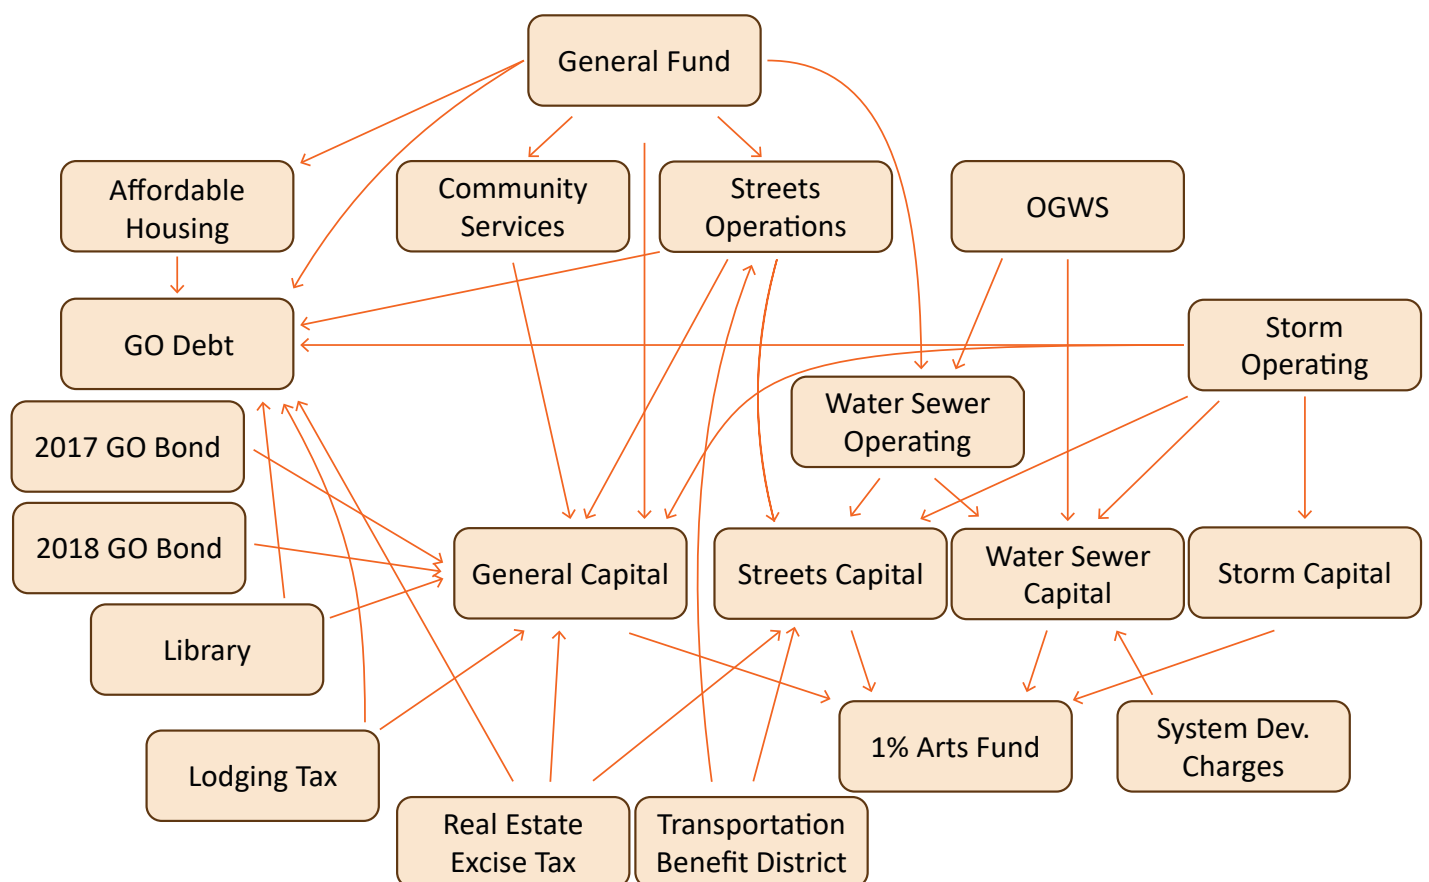 General Fund
Affordable
Housing
Community
Services
Streets
Operations
OGWS
GO Debt
Storm
Operating
Water Sewer
Operating
2017 GO Bond
2018 GO Bond
General Capital
Streets Capital
Water Sewer
Capital
Storm Capital
Library
1% Arts Fund
System Dev.
Charges
Lodging Tax
Real Estate
Excise Tax
Transportation
Benefit District